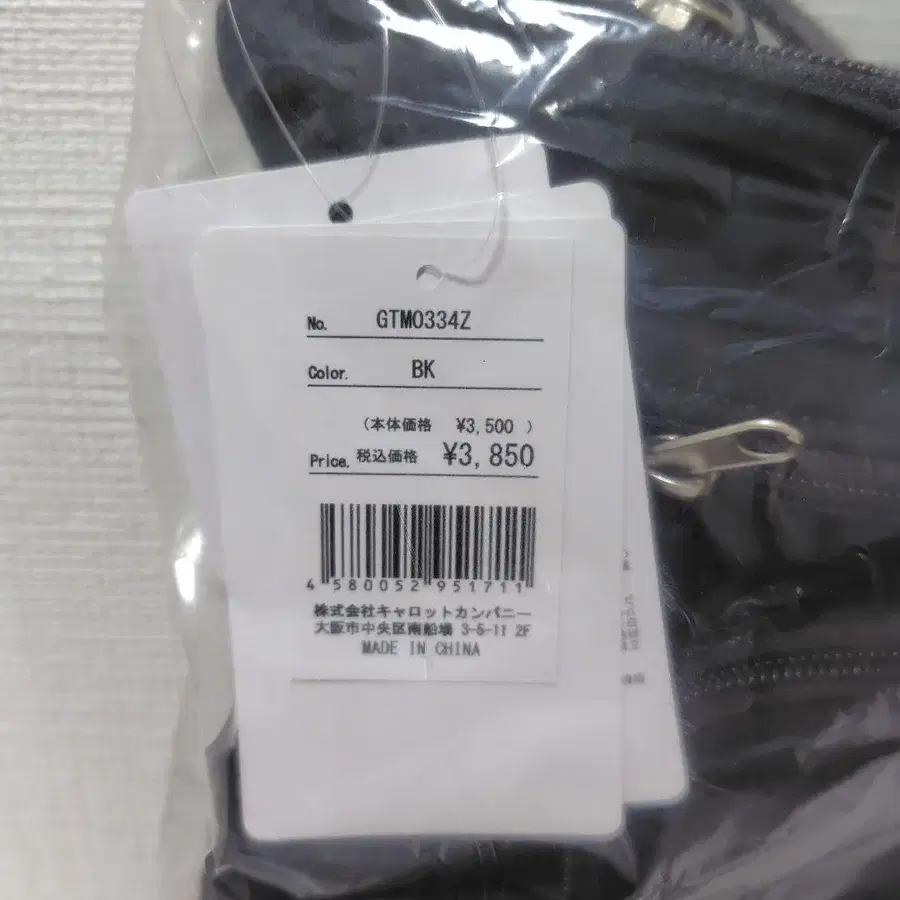 No. GTM0334Z
Color. BK
(本体価格 ¥3,500 )
Price. 税込価格 ¥3,850
4 580052 951711
株式会社キャロットカンパニー
大阪市中央区南船場 3-5-11 2F
MADE IN CHINA